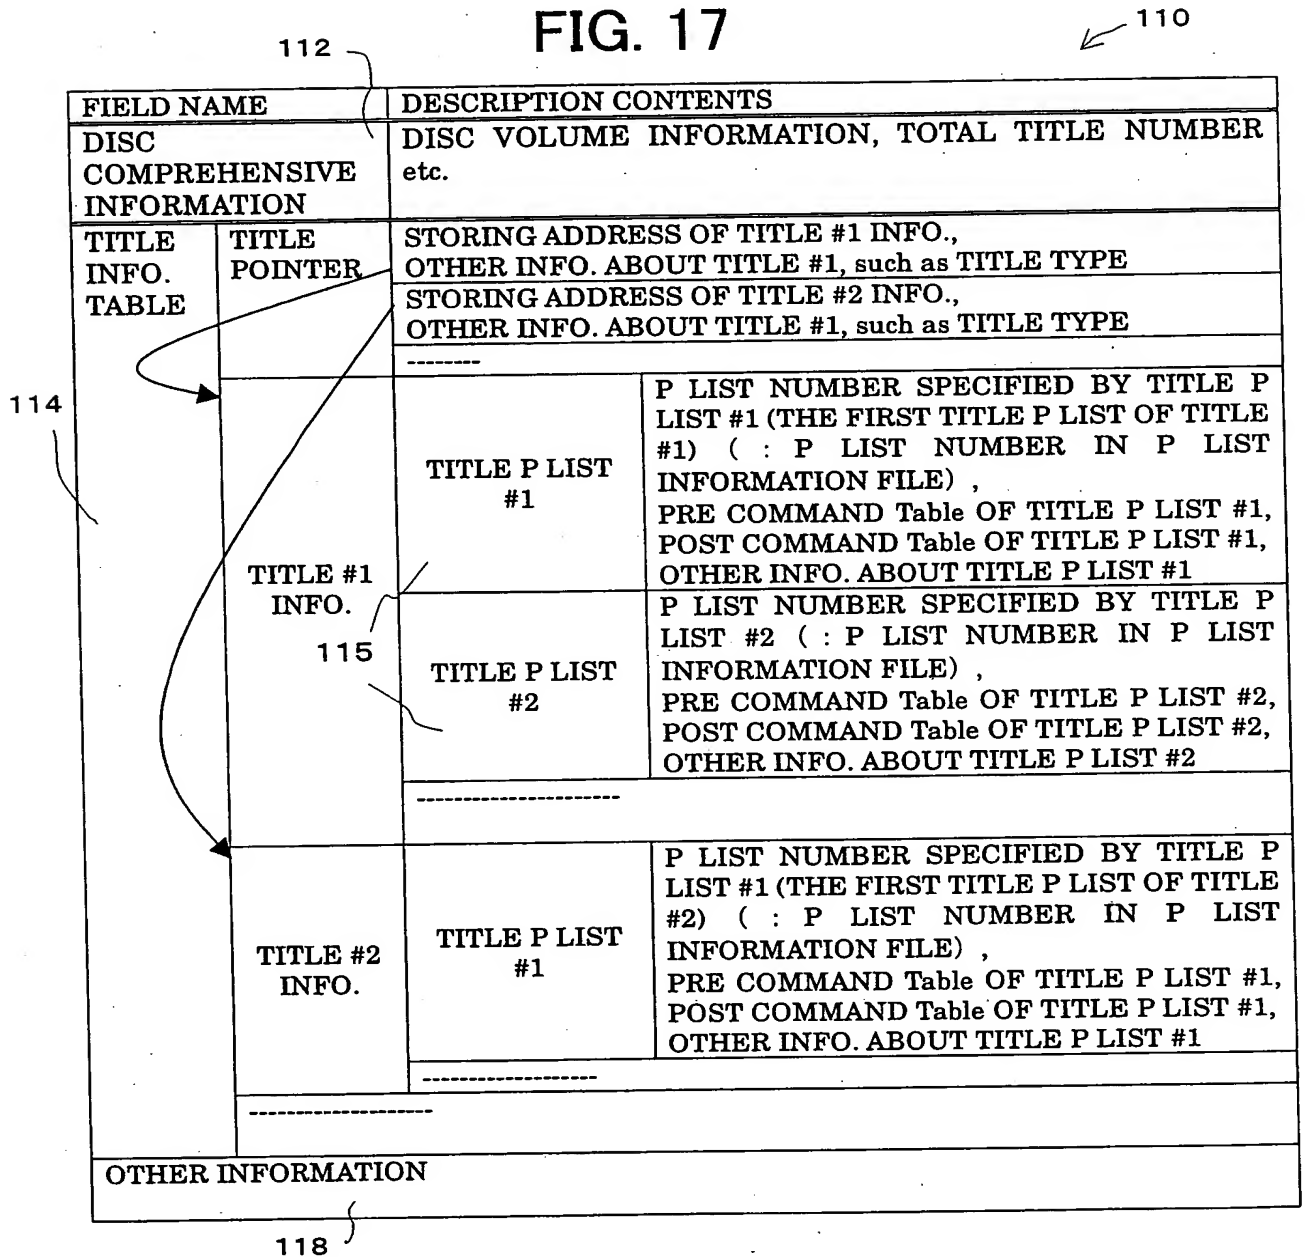 FIG. 17
110
112
FIELD NAME
DESCRIPTION CONTENTS
DISC
COMPREHENSIVE
INFORMATION
DISC VOLUME INFORMATION, TOTAL TITLE NUMBER
etc.
TITLE
INFO.
TABLE
TITLE
POINTER
STORING ADDRESS OF TITLE #1 INFO.,
OTHER INFO. ABOUT TITLE #1, such as TITLE TYPE
STORING ADDRESS OF TITLE #2 INFO.,
OTHER INFO. ABOUT TITLE #1, such as TITLE TYPE
--------
114
TITLE #1
INFO.
TITLE P LIST
#1
P LIST NUMBER SPECIFIED BY TITLE P
LIST #1 (THE FIRST TITLE P LIST OF TITLE
#1) ( : P LIST NUMBER IN P LIST
INFORMATION FILE) ,
PRE COMMAND Table OF TITLE P LIST #1,
POST COMMAND Table OF TITLE P LIST #1,
OTHER INFO. ABOUT TITLE P LIST #1
115
TITLE P LIST
#2
P LIST NUMBER SPECIFIED BY TITLE P
LIST #2 ( : P LIST NUMBER IN P LIST
INFORMATION FILE) ,
PRE COMMAND Table OF TITLE P LIST #2,
POST COMMAND Table OF TITLE P LIST #2,
OTHER INFO. ABOUT TITLE P LIST #2
----------------------
TITLE #2
INFO.
TITLE P LIST
#1
P LIST NUMBER SPECIFIED BY TITLE P
LIST #1 (THE FIRST TITLE P LIST OF TITLE
#2) ( : P LIST NUMBER IN P LIST
INFORMATION FILE) ,
PRE COMMAND Table OF TITLE P LIST #1,
POST COMMAND Table OF TITLE P LIST #1,
OTHER INFO. ABOUT TITLE P LIST #1
-------------------
--------------------
OTHER INFORMATION
118